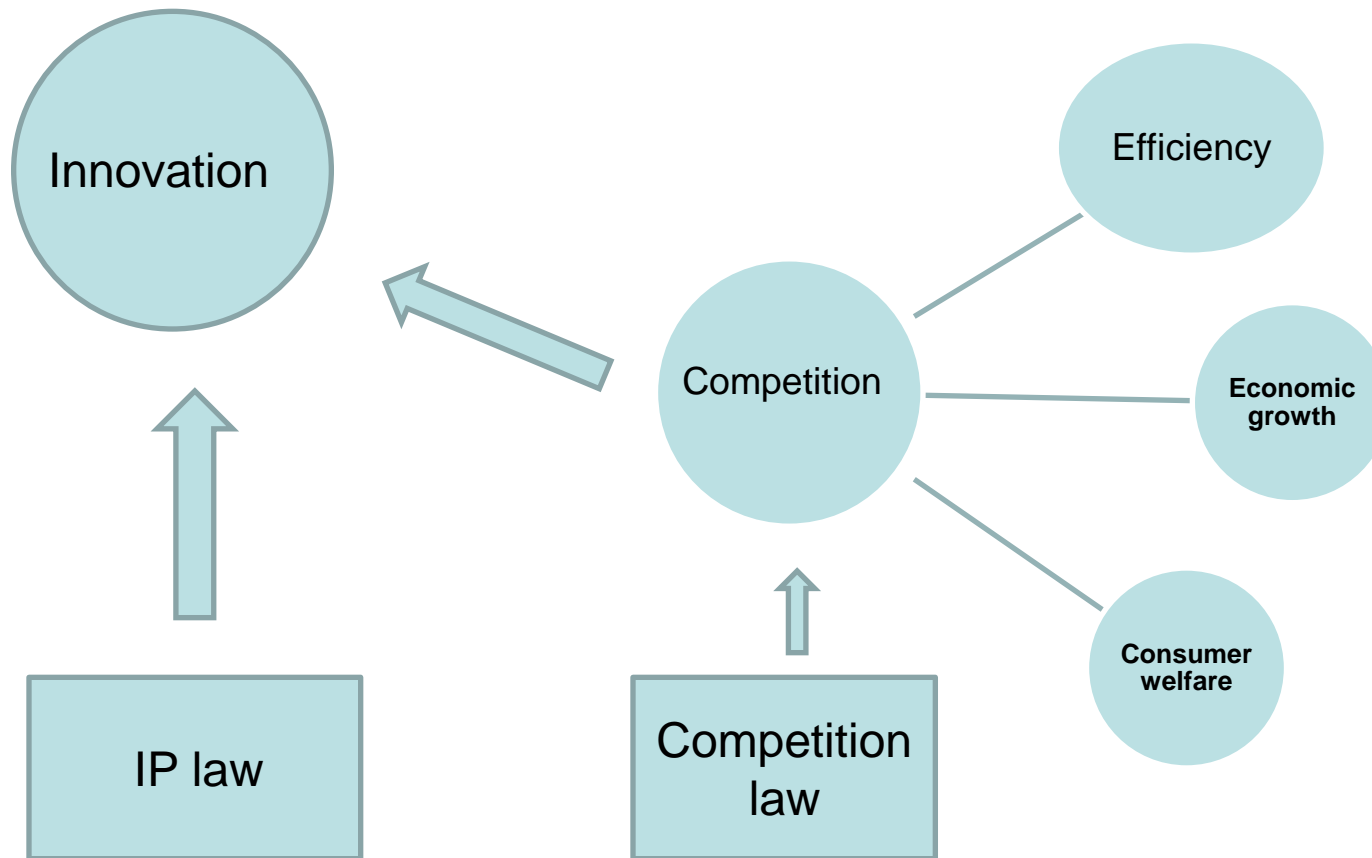 Innovation
Efficiency
Competition
Economic
growth
Consumer
welfare
IP law
Competition
law